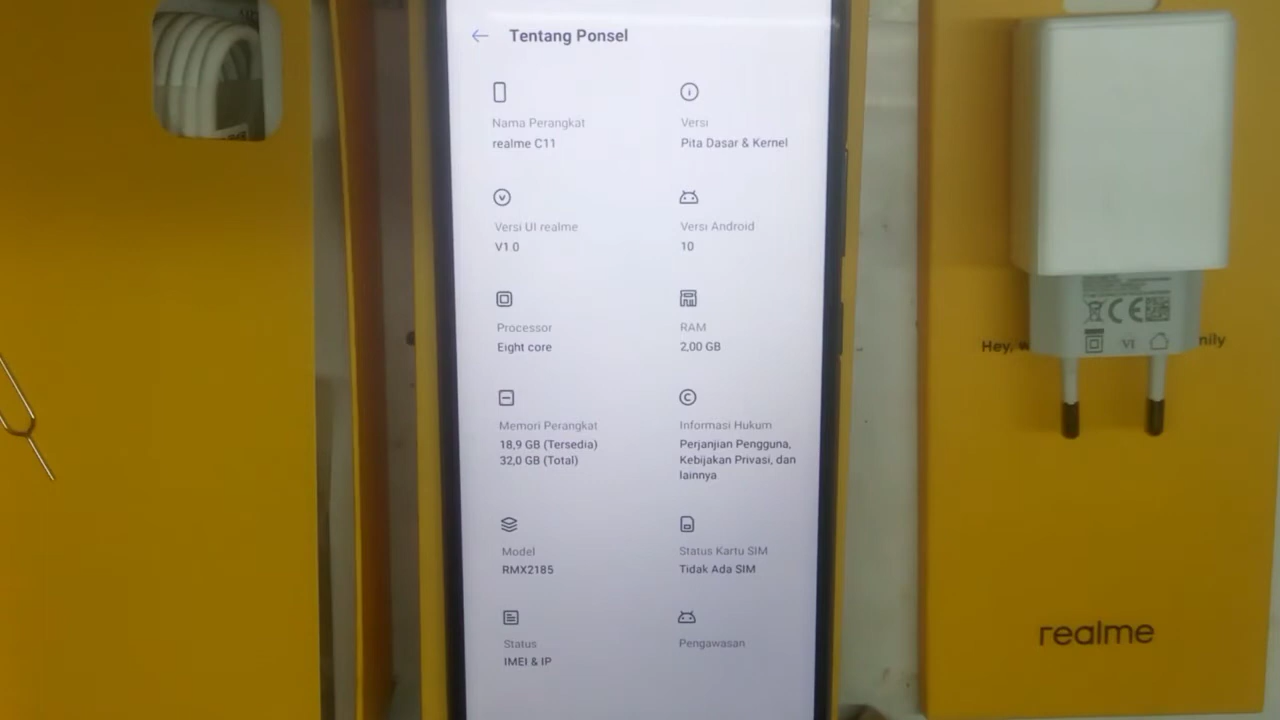 Tentang Ponsel
Nama Perangkat
realme C11
Versi
Pita Dasar & Kernel
Versi UI realme
V1.0
Versi Android
10
Processor
Eight core
RAM
2,00 GB
Memori Perangkat
18,9 GB (Tersedia)
32,0 GB (Total)
Informasi Hukum
Perjanjian Pengguna,
Kebijakan Privasi, dan
lainnya
Model
RMX2185
Status Kartu SIM
Tidak Ada SIM
Status
IMEI & IP
Pengawasan
CE
VI
Hey,
realme